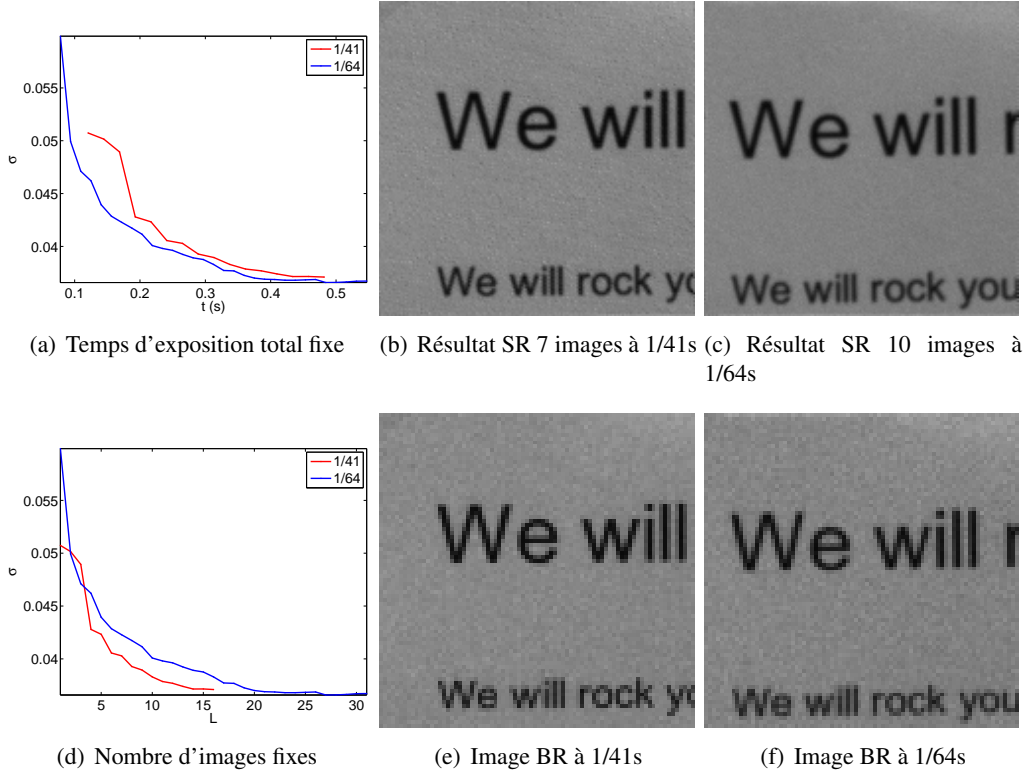 1/41
1/64
0.055
0.05
0.045
0.04
σ
0.1 0.2 0.3 0.4 0.5
t (s)
(a) Temps d'exposition total fixe
We will
We will rock yo
(b) Résultat SR 7 images à 1/41s
We will r
We will rock you
(c) Résultat SR 10 images à
1/64s
1/41
1/64
0.055
0.05
0.045
0.04
σ
5 10 15 20 25 30
L
(d) Nombre d'images fixes
We will
We will rock yo
(e) Image BR à 1/41s
We will r
We will rock you
(f) Image BR à 1/64s